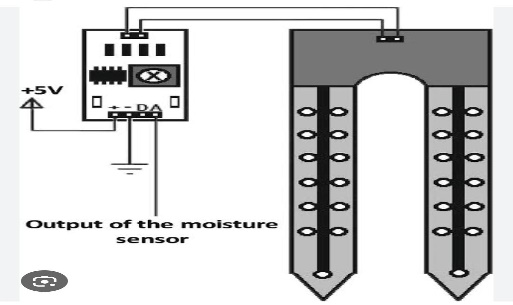 +5V
+ - D A
Output of the moisture
sensor